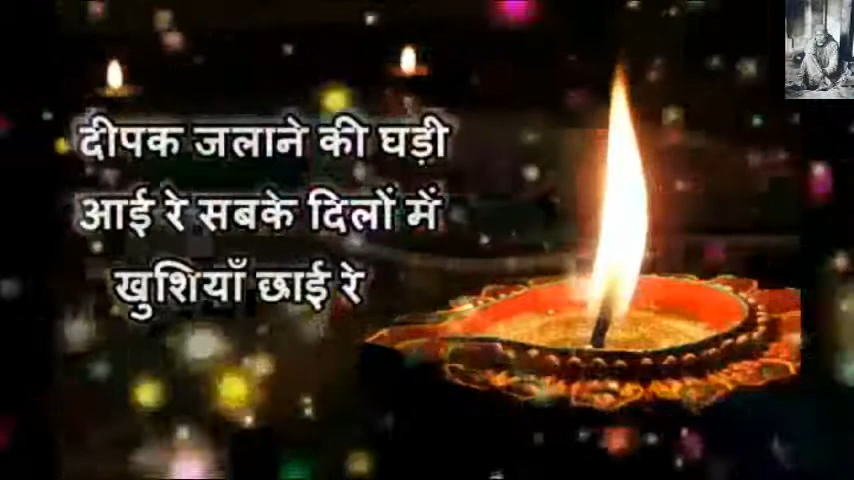 दीपक जलाने की घड़ी
आई रे सबके दिलों में
खुशियाँ छाई रे